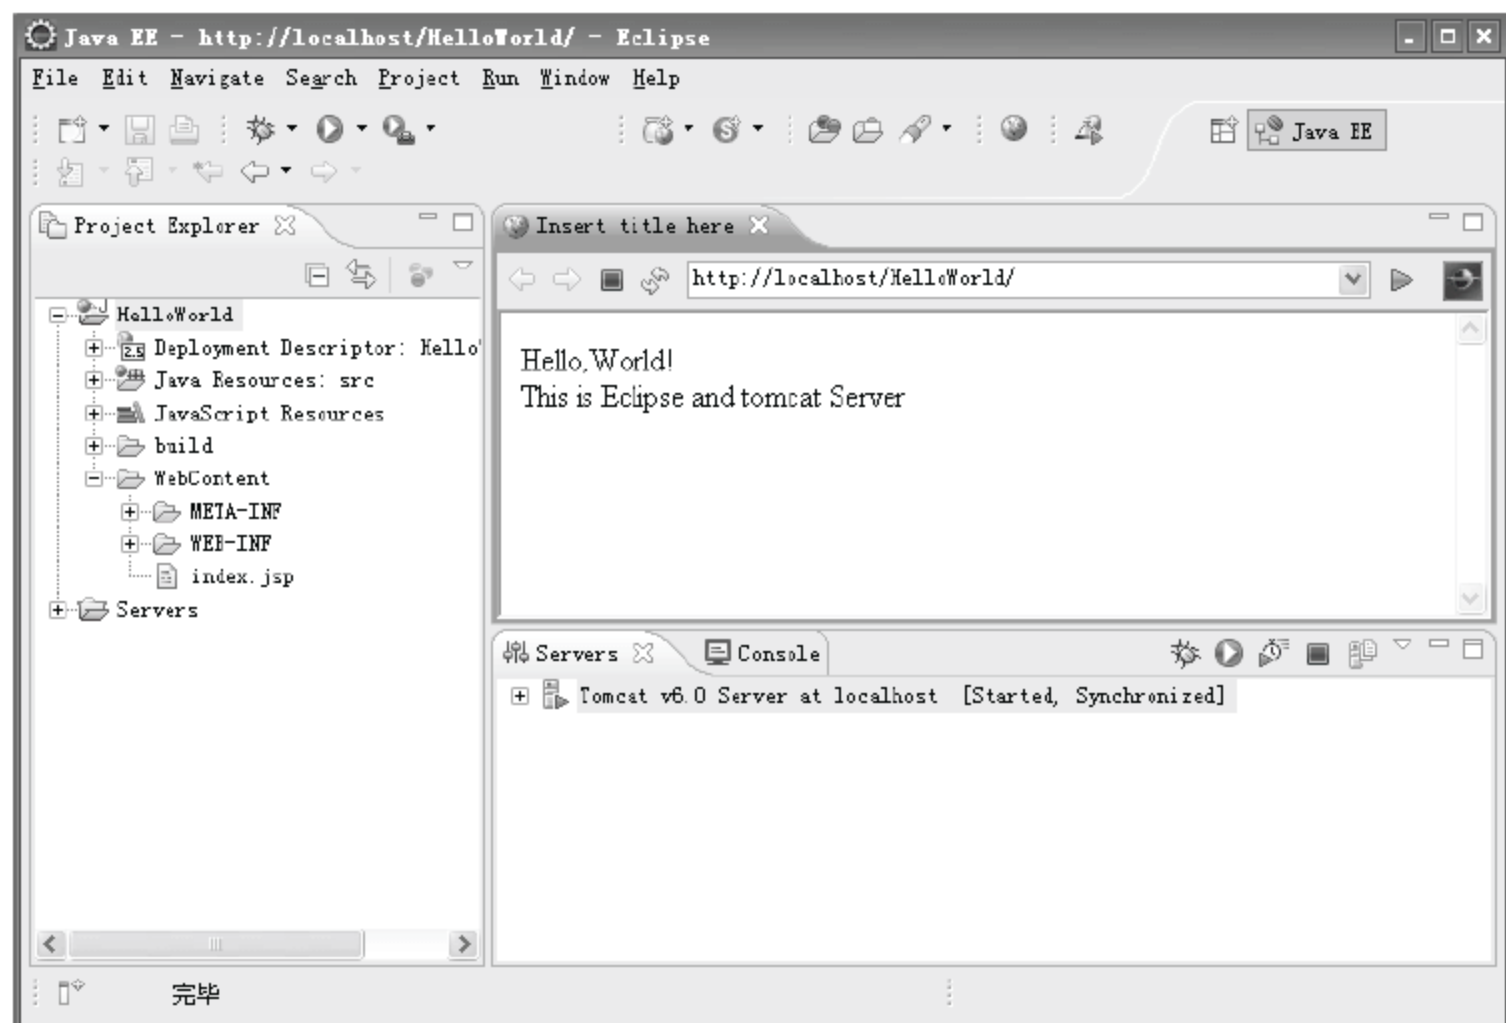 Java EE - http://localhost/HelloWorld/ - Eclipse
File Edit Navigate Search Project Run Window Help
Java EE
Project Explorer
HelloWorld
Deployment Descriptor: Hello
Java Resources: src
JavaScript Resources
build
WebContent
META-INF
WEB-INF
index.jsp
Servers
Insert title here
http://localhost/HelloWorld/
Hello,World!
This is Eclipse and tomcat Server
Servers Console
Tomcat v6.0 Server at localhost [Started, Synchronized]
完毕